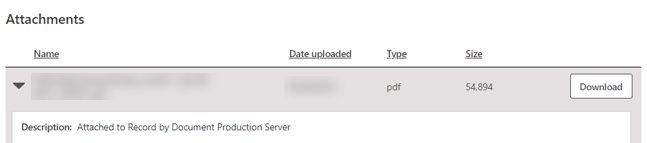 Attachments
Name Date uploaded Type Size
pdf 54,894 Download
Description: Attached to Record by Document Production Server